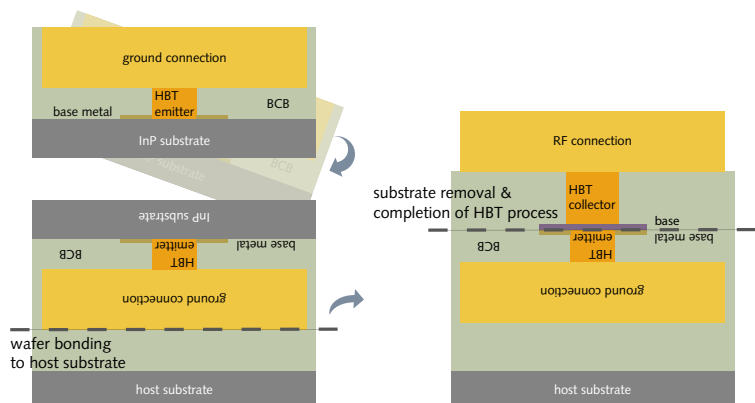 ground connection
HBT
emitter
base metal
BCB
InP substrate
BCB
InP substrate
base metal
HBT
emitter
BCB
ground connection
wafer bonding
to host substrate
host substrate
RF connection
substrate removal &
completion of HBT process
HBT
collector
base
base metal
HBT
emitter
BCB
ground connection
host substrate